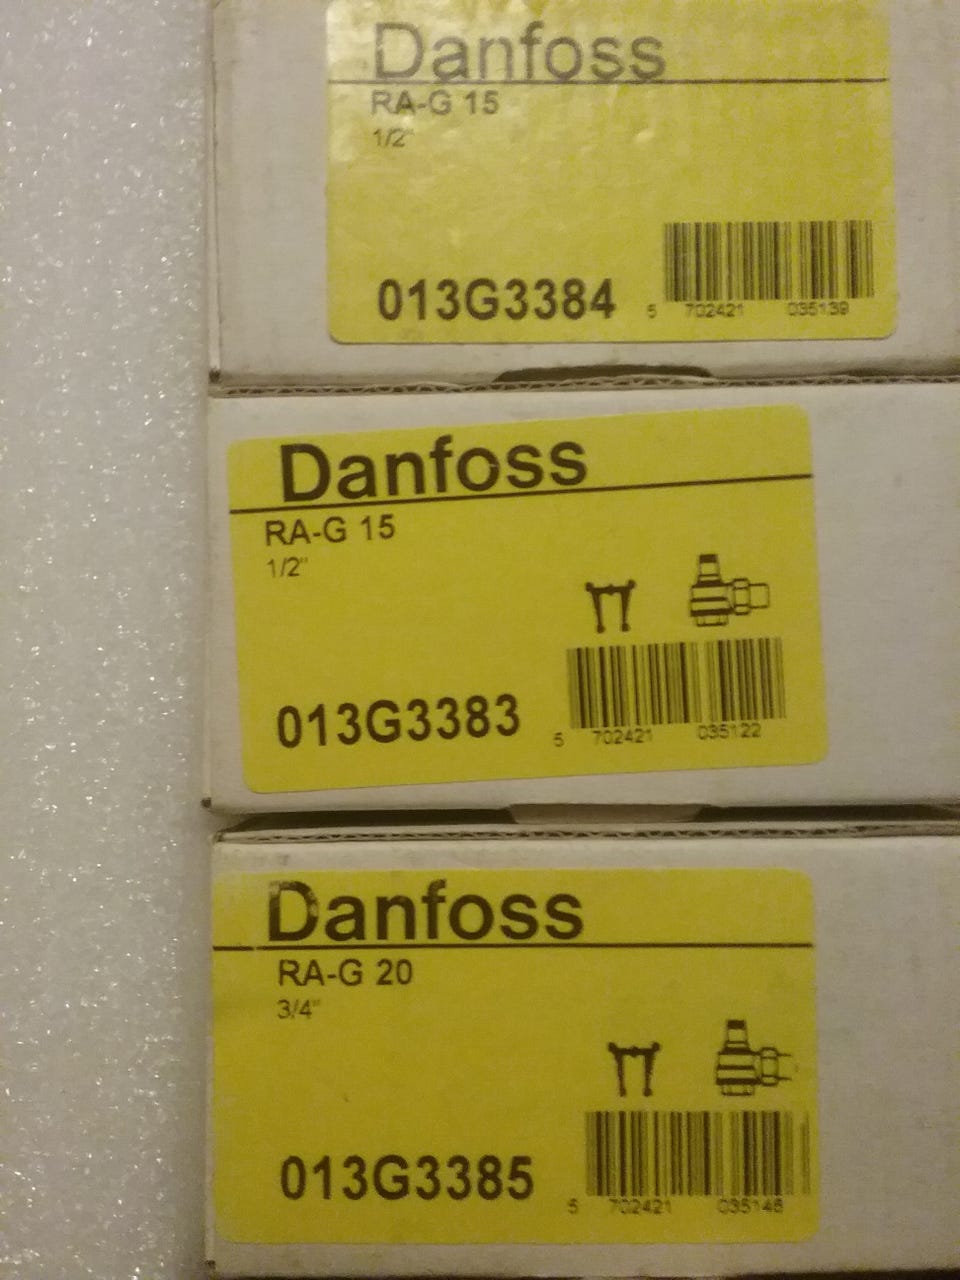 Danfoss
RA-G 15
1/2"
013G3384
5 702421 035139
Danfoss
RA-G 15
1/2"
013G3383
5 702421 035122
Danfoss
RA-G 20
3/4"
013G3385
5 702421 035146